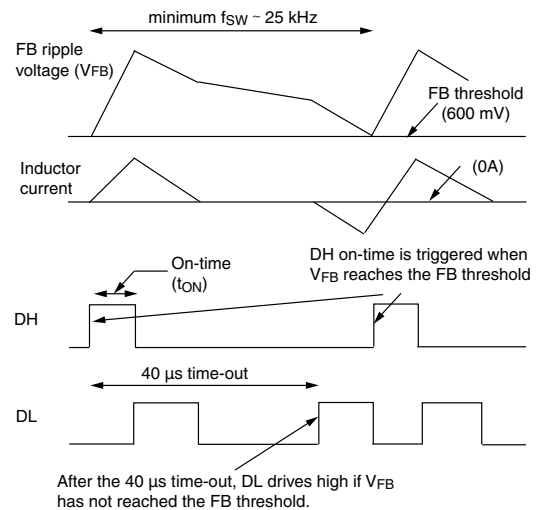 minimum fSW ~ 25 kHz
FB ripple
voltage (VFB)
FB threshold
(600 mV)
Inductor
current
(0A)
DH on-time is triggered when
VFB reaches the FB threshold
On-time
(tON)
DH
40 µs time-out
DL
After the 40 µs time-out, DL drives high if VFB
has not reached the FB threshold.